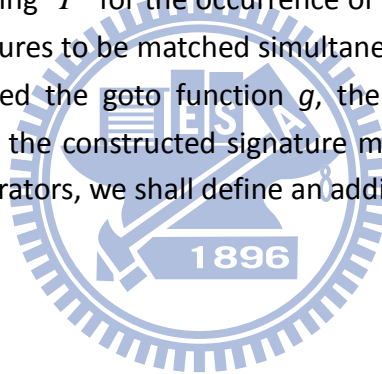 ing T for the occurrence of
ures to be matched simultane
ed the goto function g, the
the constructed signature m
rators, we shall define an addi
E S
A
1896